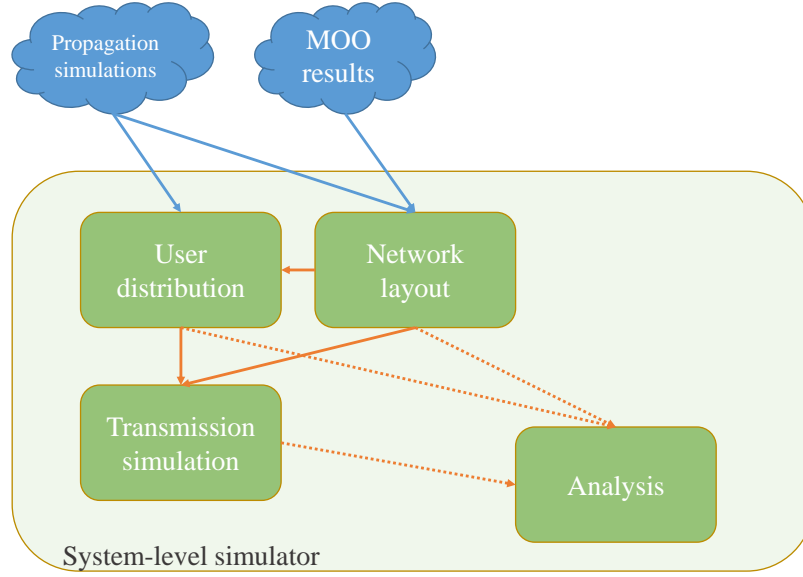 Propagation
simulations
MOO
results
User
distribution
Network
layout
Transmission
simulation
Analysis
System-level simulator